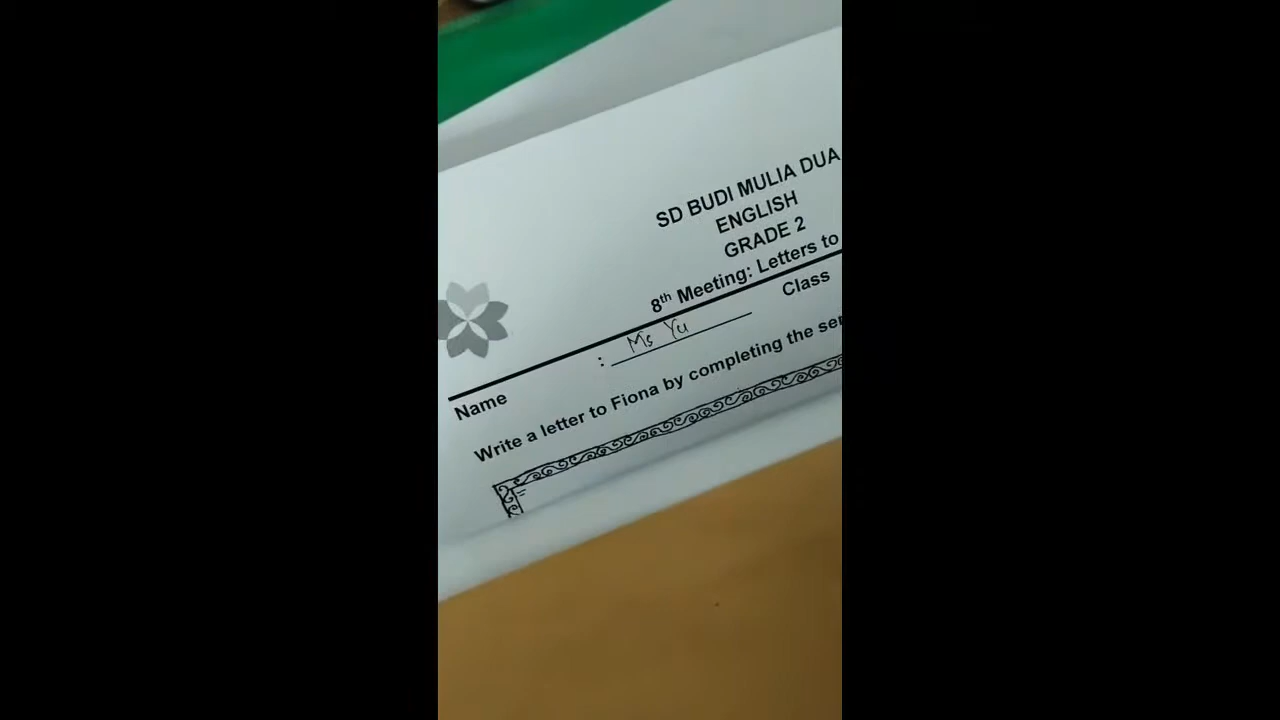 SD BUDI MULIA DUA
ENGLISH
GRADE 2
8th Meeting: Letters to
Name : Ms Yu Class
Write a letter to Fiona by completing the